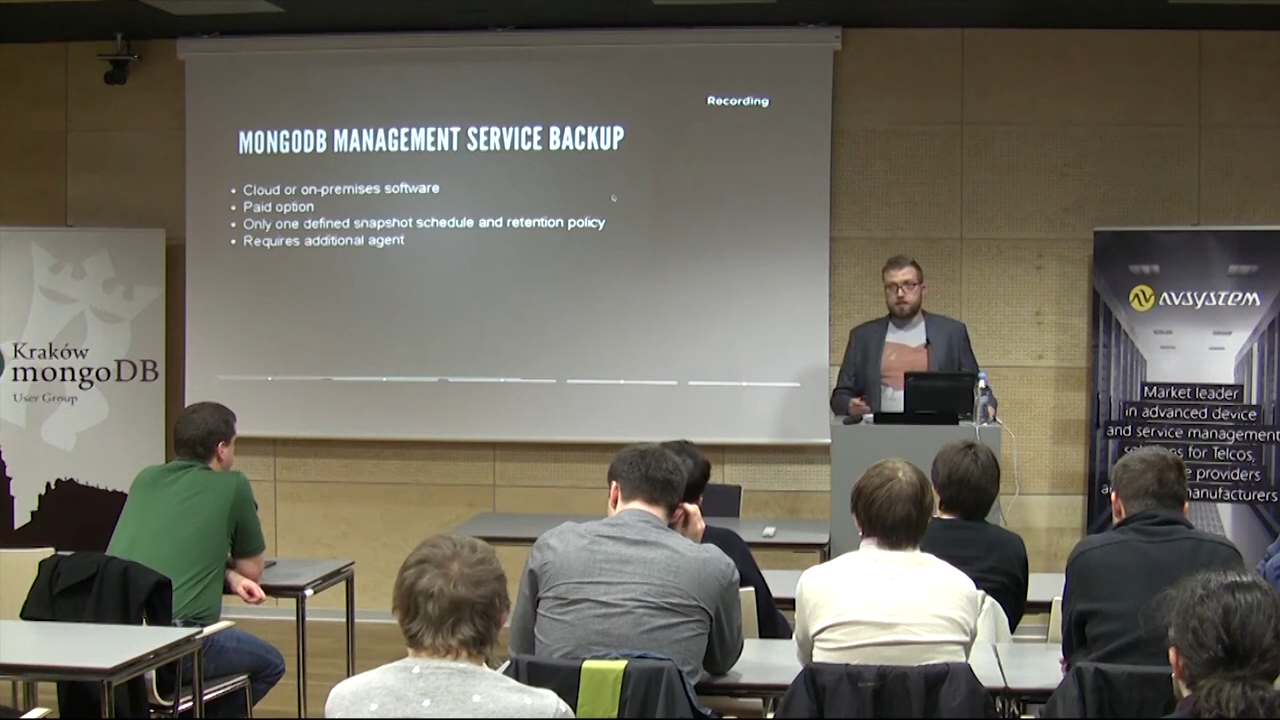 Recording
MONGODB MANAGEMENT SERVICE BACKUP
• Cloud or on-premises software
• Paid option
• Only one defined snapshot schedule and retention policy
• Requires additional agent
Kraków
mongoDB
User Group
AVSYSTEM
Market leader
in advanced device
and service management
for Telcos,
providers
manufacturers